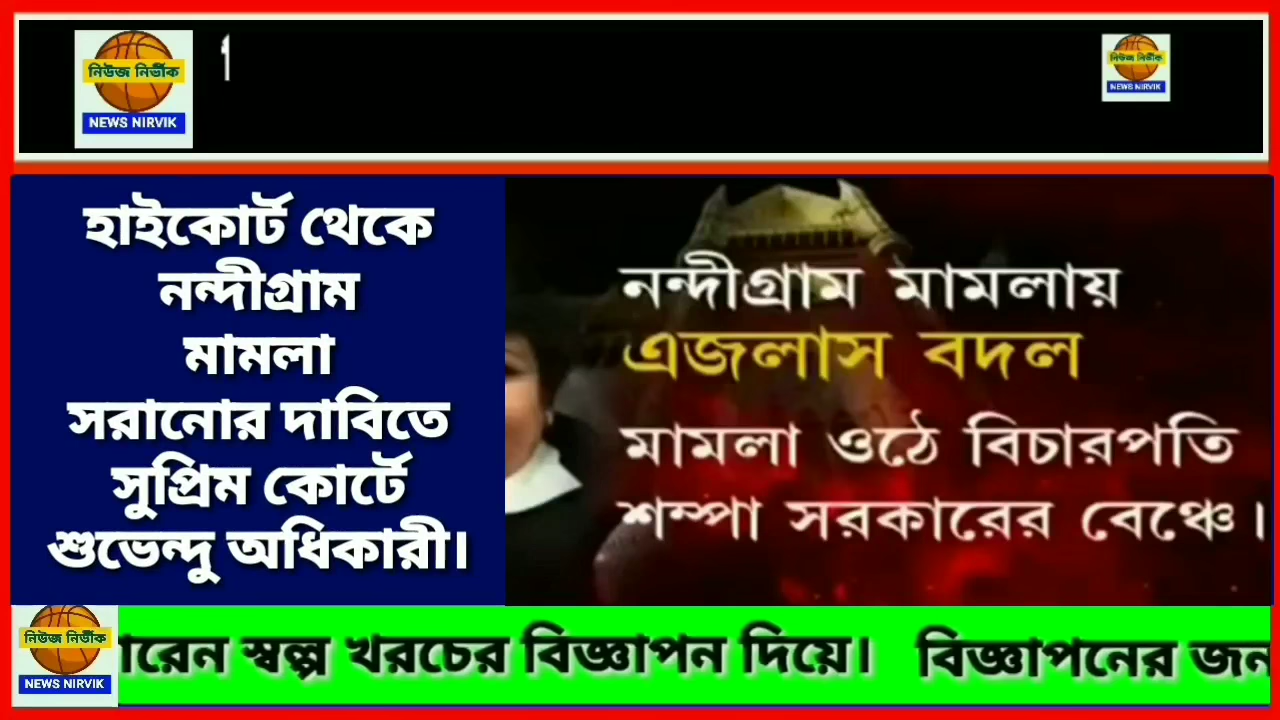 নিউজ নির্ভীক
NEWS NIRVIK
নিউজ নির্ভীক
NEWS NIRVIK
হাইকোর্ট থেকে
নন্দীগ্রাম
মামলা
সরানোর দাবিতে
সুপ্রিম কোর্টে
শুভেন্দু অধিকারী।
নন্দীগ্রাম মামলায়
এজলাস বদল
মামলা ওঠে বিচারপতি
শম্পা সরকারের বেঞ্চে।
নিউজ নির্ভীক
NEWS NIRVIK
স্বল্প খরচের বিজ্ঞাপন দিয়ে। বিজ্ঞাপনের